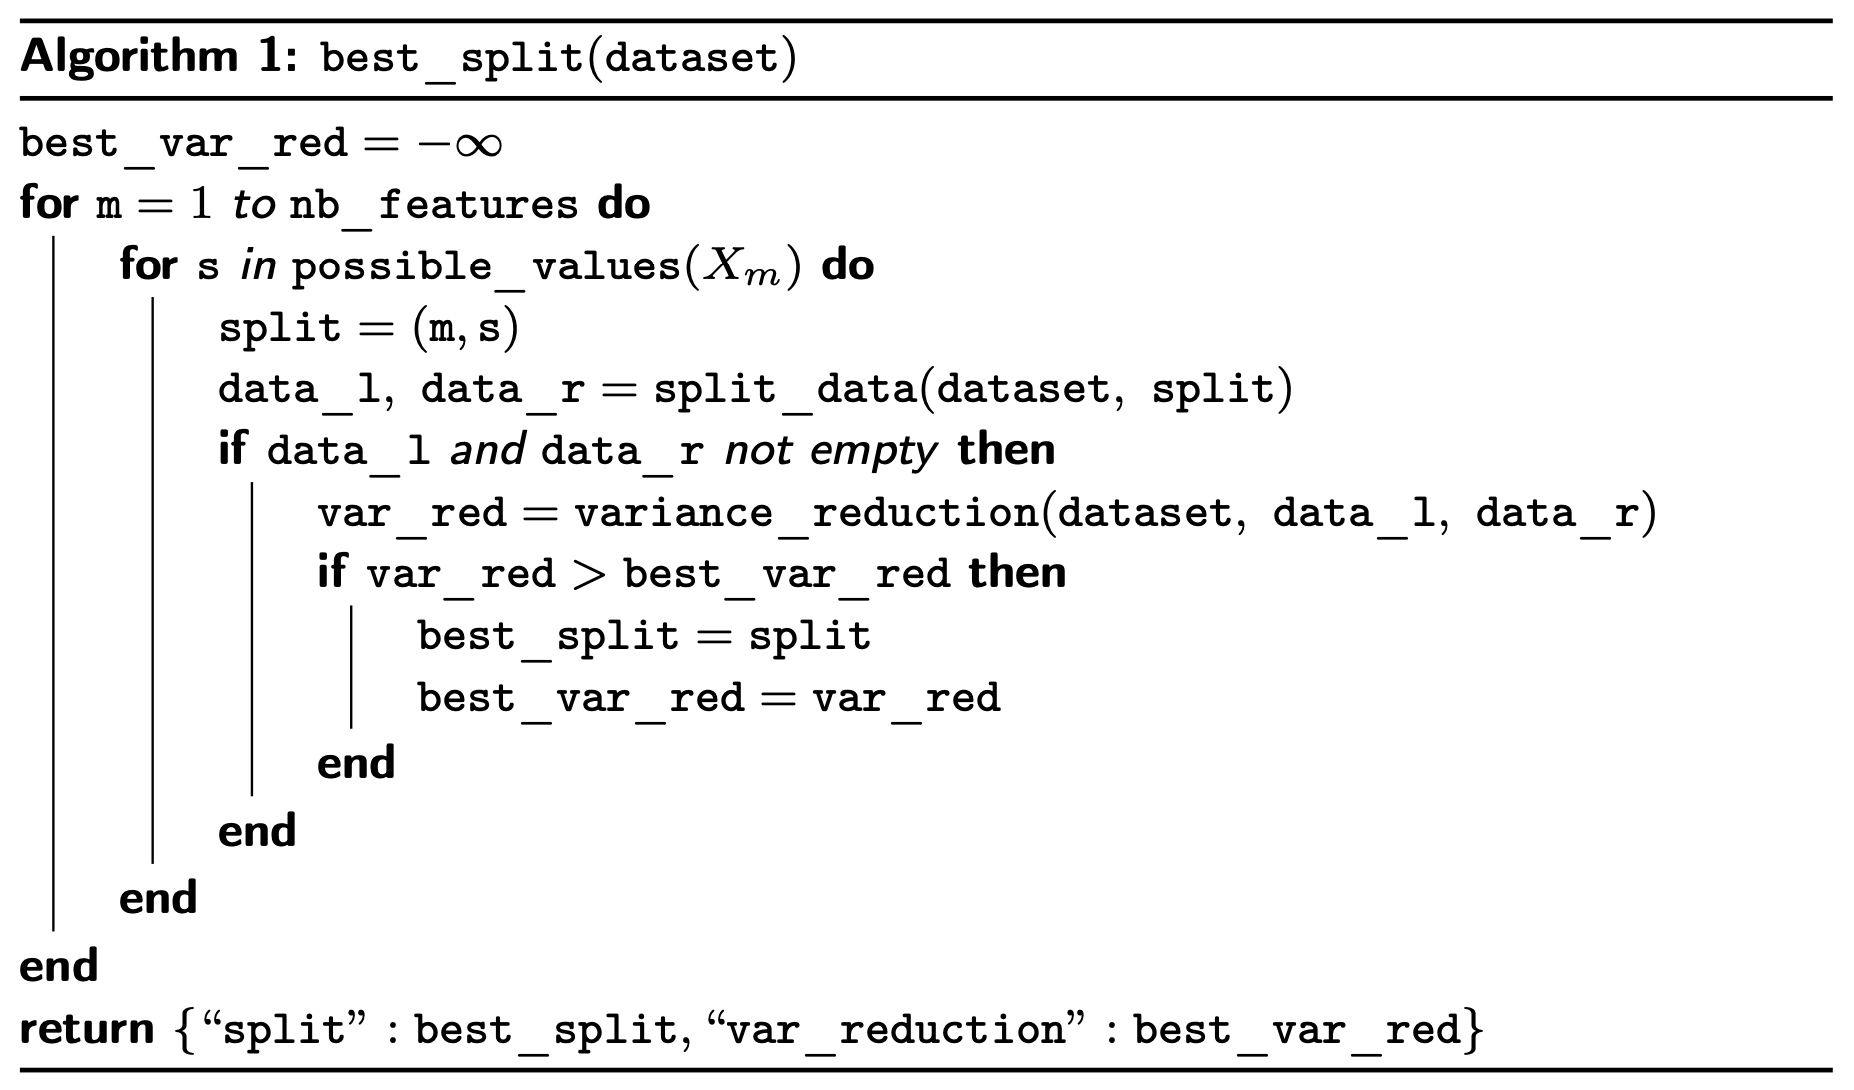 Algorithm 1: best_split(dataset)
best_var_red = −∞
for m = 1 to nb_features do
for s in possible_values(Xm) do
split = (m, s)
data_l, data_r = split_data(dataset, split)
if data_l and data_r not empty then
var_red = variance_reduction(dataset, data_l, data_r)
if var_red > best_var_red then
best_split = split
best_var_red = var_red
end
end
end
end
return {“split” : best_split, “var_reduction” : best_var_red}